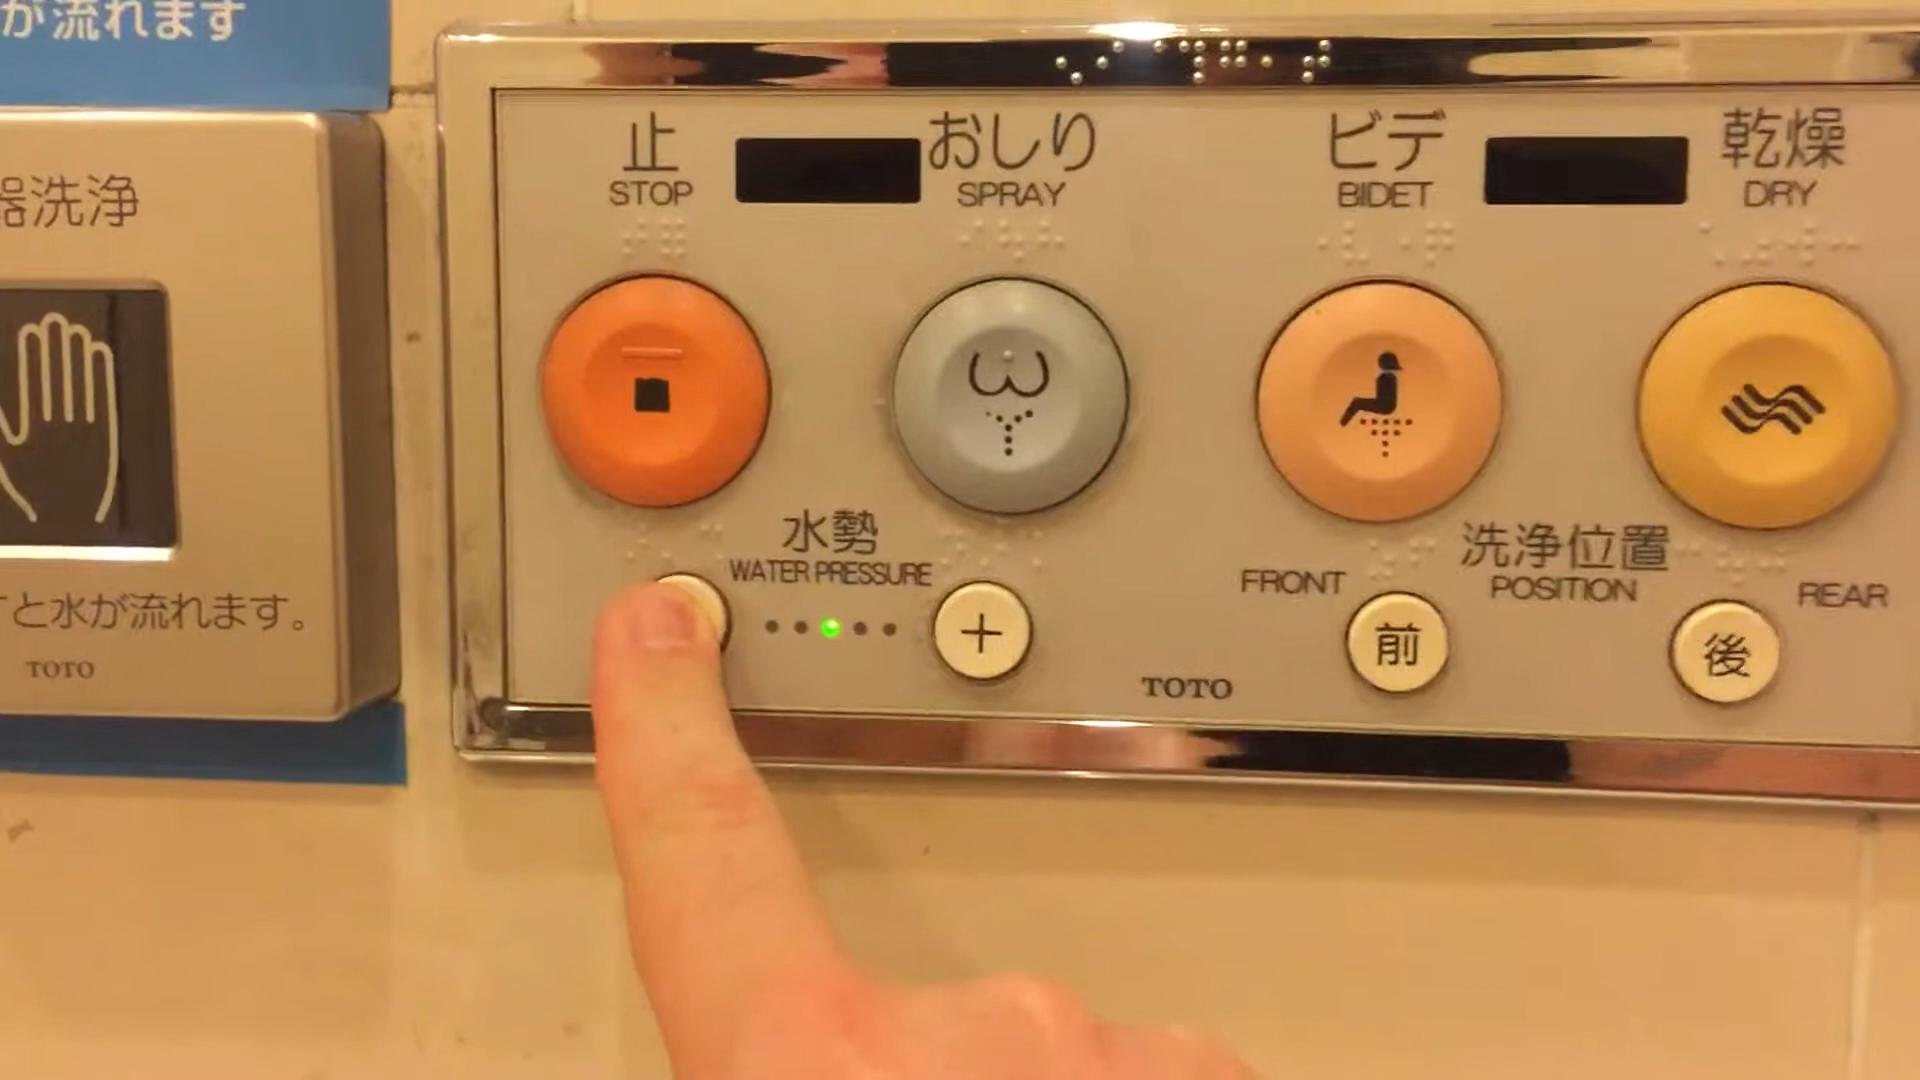 が流れます
器洗浄
と水が流れます。
TOTO
止
STOP
おしり
SPRAY
ビデ
BIDET
乾燥
DRY
水勢
WATER PRESSURE
+
洗浄位置
POSITION
FRONT
前
REAR
後
TOTO